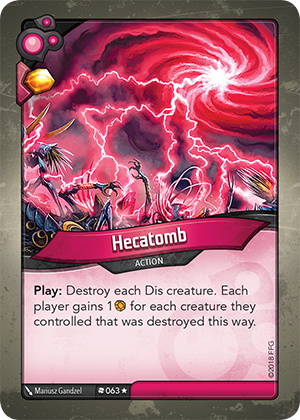 Hecatomb
ACTION
Play: Destroy each Dis creature. Each
player gains 1 for each creature they
controlled that was destroyed this way.
©2018 FFG
Mariusz Gandzel 063 ★